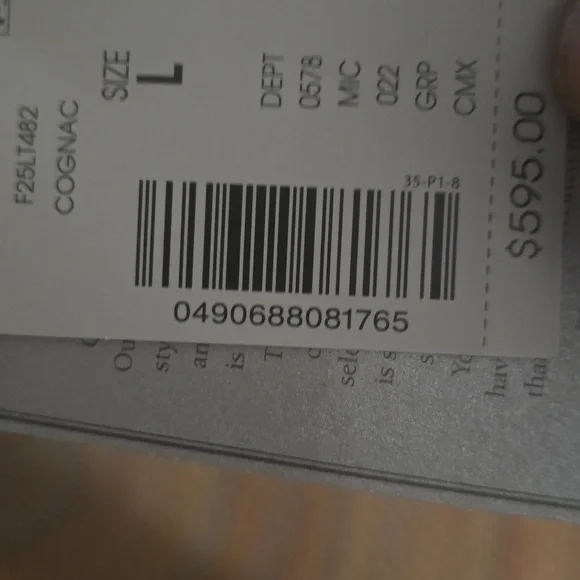 F25LT482
COGNAC
SIZE
L
DEPT
0578
MIC
022
GRP
CMX
35-P1-8
0490688081765
$595.00
Ou
sty
an
is
T
c
sele
is s
s
Yo
hav
tha